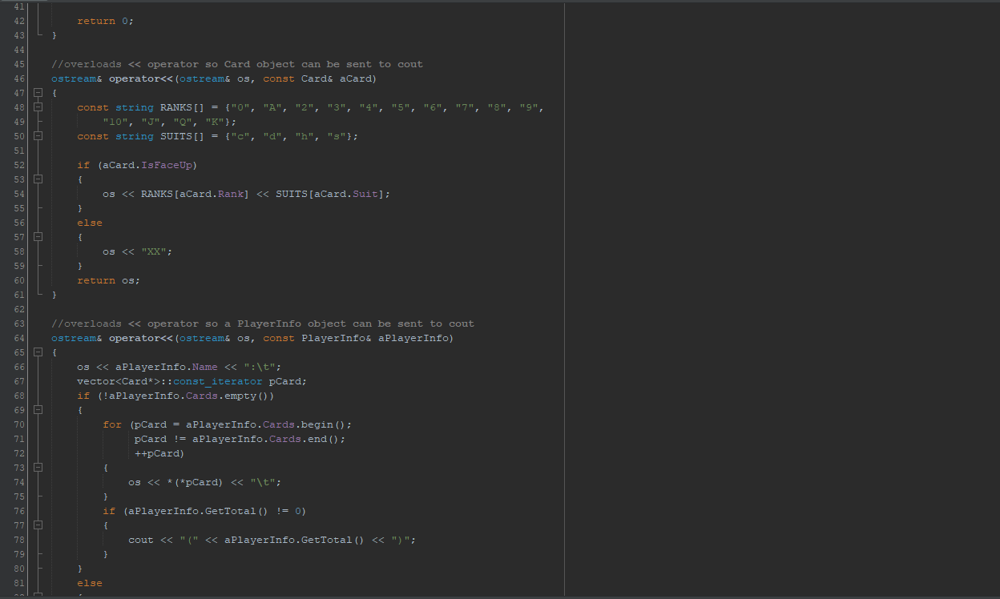 41
42 return 0;
43 }
44
45 //overloads << operator so Card object can be sent to cout
46 ostream& operator<<(ostream& os, const Card& aCard)
47 {
48 const string RANKS[] = {"0", "A", "2", "3", "4", "5", "6", "7", "8", "9",
49 "10", "J", "Q", "K"};
50 const string SUITS[] = {"c", "d", "h", "s"};
51
52 if (aCard.IsFaceUp)
53 {
54 os << RANKS[aCard.Rank] << SUITS[aCard.Suit];
55 }
56 else
57 {
58 os << "XX";
59 }
60 return os;
61 }
62
63 //overloads << operator so a PlayerInfo object can be sent to cout
64 ostream& operator<<(ostream& os, const PlayerInfo& aPlayerInfo)
65 {
66 os << aPlayerInfo.Name << ":\t";
67 vector<Card*>::const_iterator pCard;
68 if (!aPlayerInfo.Cards.empty())
69 {
70 for (pCard = aPlayerInfo.Cards.begin();
71 pCard != aPlayerInfo.Cards.end();
72 ++pCard)
73 {
74 os << *(*pCard) << "\t";
75 }
76 if (aPlayerInfo.GetTotal() != 0)
77 {
78 cout << "(" << aPlayerInfo.GetTotal() << ")";
79 }
80 }
81 else